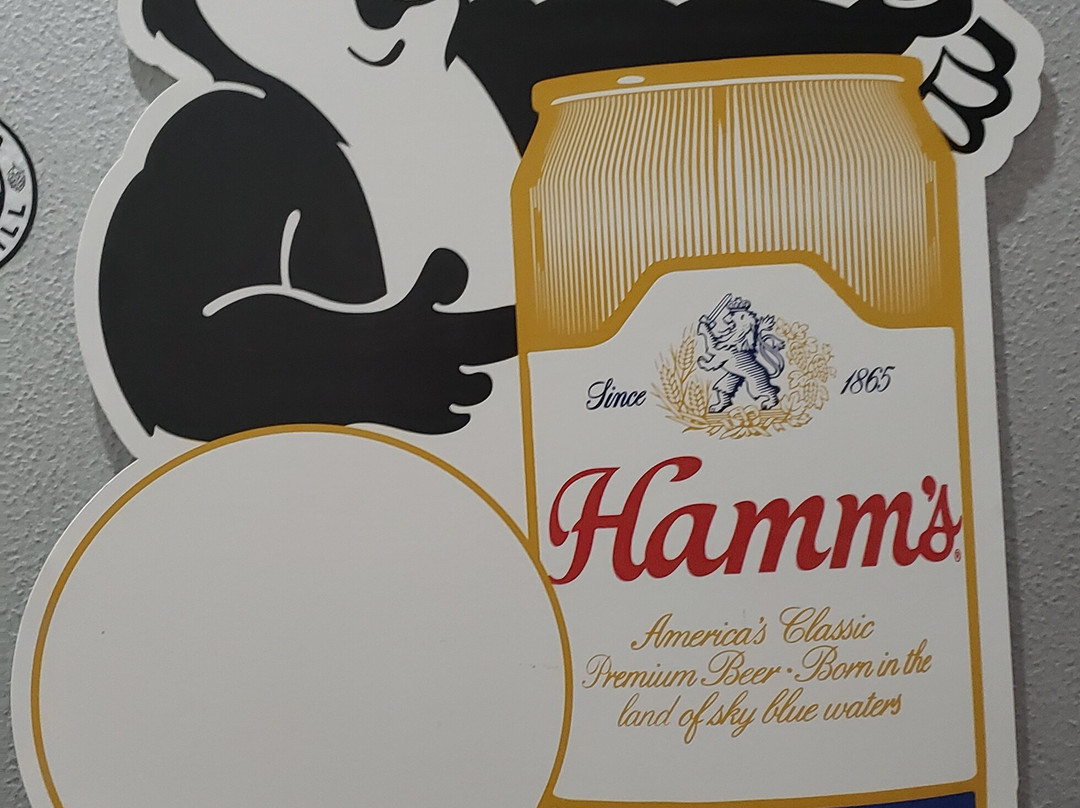 Since 1865
Hamm's®
America's Classic
Premium Beer · Born in the
land of sky blue waters